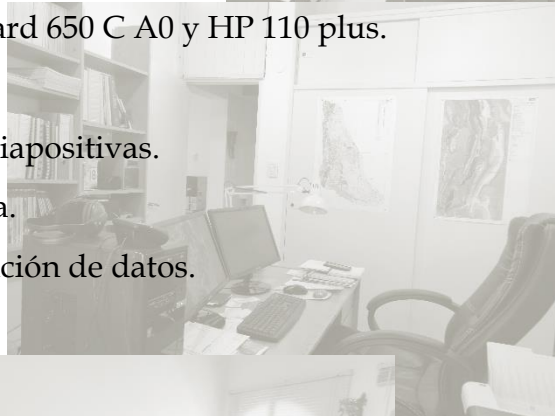 ard 650 C A0 y HP 110 plus.
iapositivas.
a.
ción de datos.